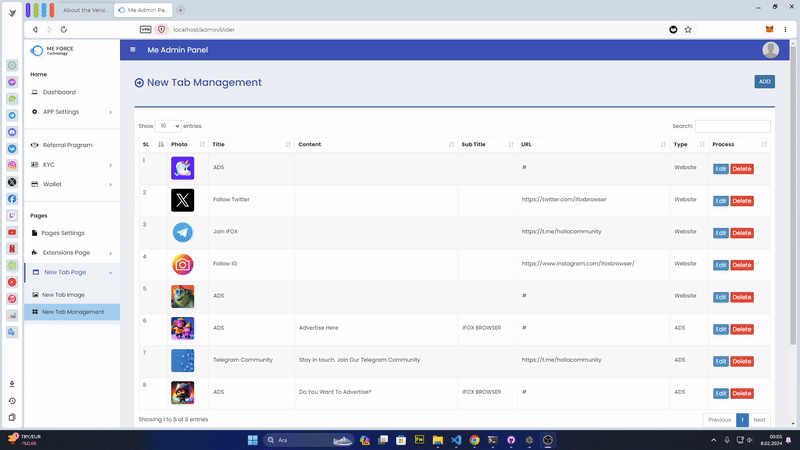 About the Versi
Me Admin Pane
VPN
localhost/admin/slider
ME FORCE
Technology
Me Admin Panel
Home
Dashboard
APP Settings
Referral Program
KYC
Wallet
Pages
Pages Settings
Extensions Page
New Tab Page
New Tab Image
New Tab Management
New Tab Management
ADD
Show 10 entries
Search:
SL Photo Title Content Sub Title URL Type Process
1 ADS # Website Edit Delete
2 Follow Twitter https://twitter.com/ifoxbrowser Website Edit Delete
3 Join IFOX https://t.me/hollacommunity Website Edit Delete
4 Follow IG https://www.instagram.com/ifoxbrowser/ Website Edit Delete
5 ADS # Website Edit Delete
6 ADS Advertise Here IFOX BROWSER # ADS Edit Delete
7 Telegram Community Stay in touch. Join Our Telegram Community https://t.me/hollacommunity ADS Edit Delete
8 ADS Do You Want To Advertise? IFOX BROWSER # ADS Edit Delete
Showing 1 to 8 of 8 entries
Previous 1 Next
TRY/EUR
Ara
00:05
8.02.2024